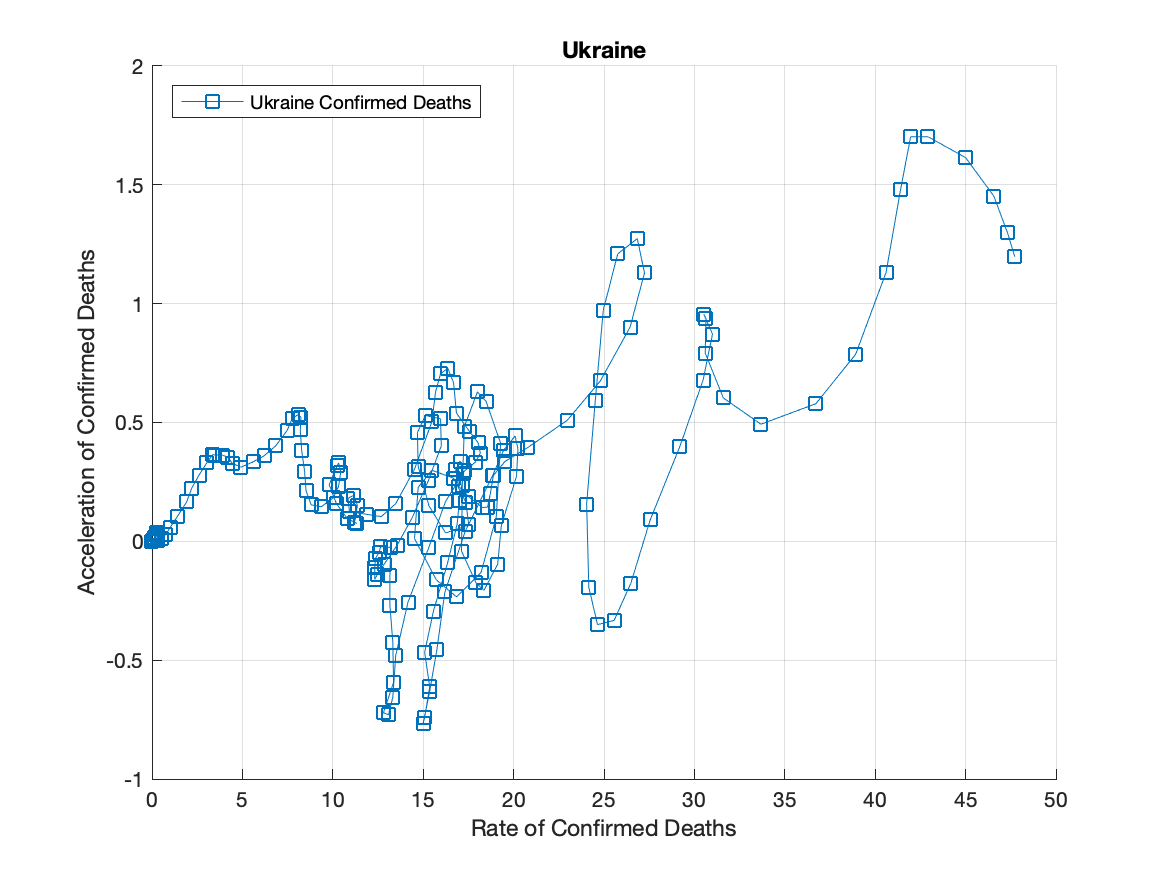 Ukraine
2
1.5
1
0.5
0
-0.5
-1
Acceleration of Confirmed Deaths
Ukraine Confirmed Deaths
0 5 10 15 20 25 30 35 40 45 50
Rate of Confirmed Deaths